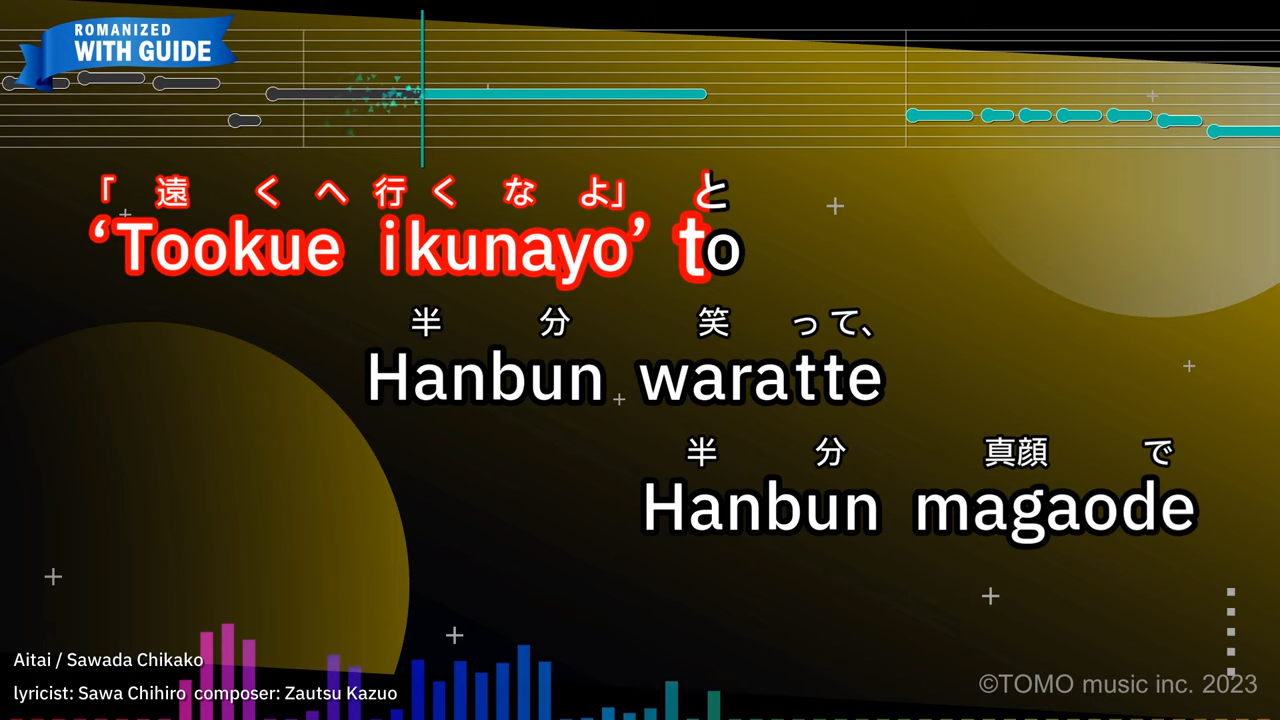 ROMANIZED
WITH GUIDE
「遠くへ行くなよ」と
‘Tookue ikunayo’ to
半分笑って、
Hanbun waratte
半分真顔で
Hanbun magaode
Aitai / Sawada Chikako
lyricist: Sawa Chihiro composer: Zautsu Kazuo
©TOMO music inc. 2023